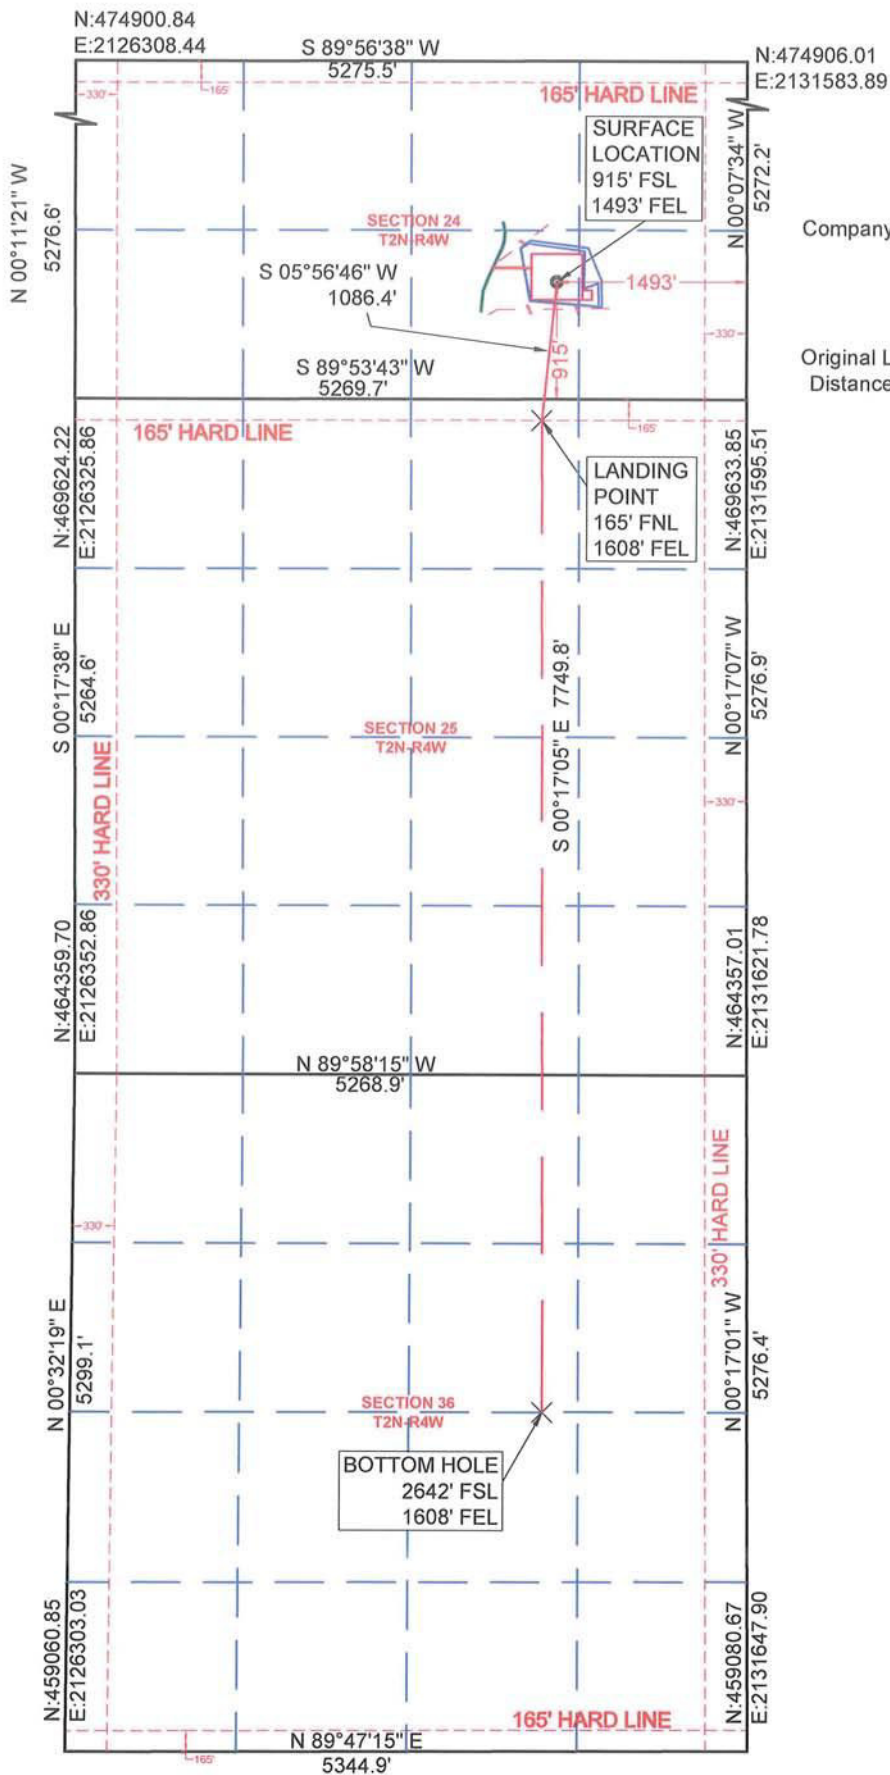 N:474900.84
E:2126308.44
S 89°56'38" W
5275.5'
N:474906.01
E:2131583.89
330'
165'
165' HARD LINE
SURFACE
LOCATION
915' FSL
1493' FEL
N 00°07'34" W
5272.2'
N 00°11'21" W
5276.6'
SECTION 24
T2N-R4W
Company
S 05°56'46" W
1086.4'
1493'
330'
915'
Original L
Distance
S 89°53'43" W
5269.7'
165' HARD LINE
165'
N:469624.22
E:2126325.86
N:469633.85
E:2131595.51
LANDING
POINT
165' FNL
1608' FEL
S 00°17'38" E
5264.6'
S 00°17'05" E 7749.8'
N 00°17'07" W
5276.9'
SECTION 25
T2N-R4W
330' HARD LINE
330'
N:464359.70
E:2126352.86
N:464357.01
E:2131621.78
N 89°58'15" W
5268.9'
330' HARD LINE
330'
N 00°32'19" E
5299.1'
N 00°17'01" W
5276.4'
SECTION 36
T2N-R4W
BOTTOM HOLE
2642' FSL
1608' FEL
N:459060.85
E:2126303.03
N:459080.67
E:2131647.90
165' HARD LINE
N 89°47'15" E
5344.9'
165'